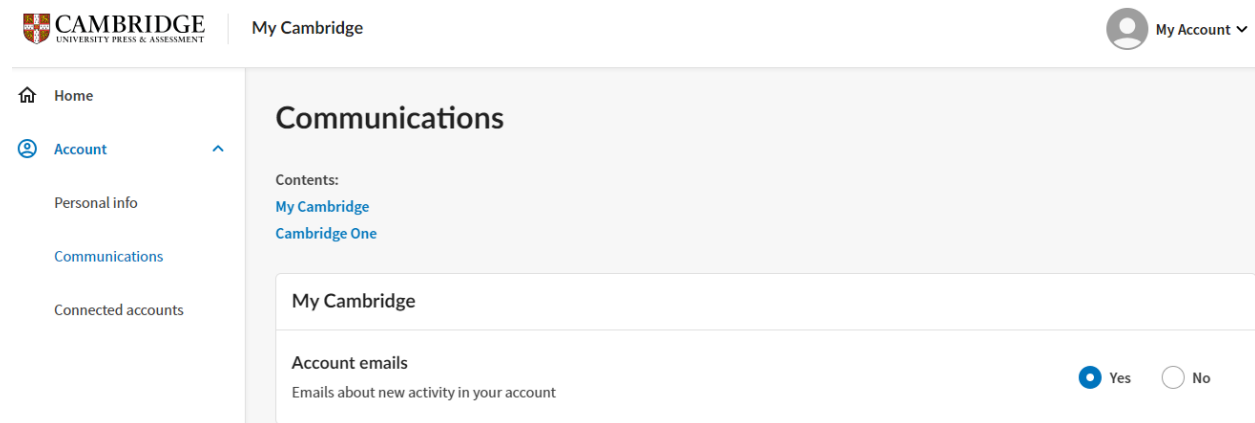 CAMBRIDGE
UNIVERSITY PRESS & ASSESSMENT
My Cambridge
My Account
Home
Account
Personal info
Communications
Connected accounts
Communications
Contents:
My Cambridge
Cambridge One
My Cambridge
Account emails
Emails about new activity in your account
Yes
No